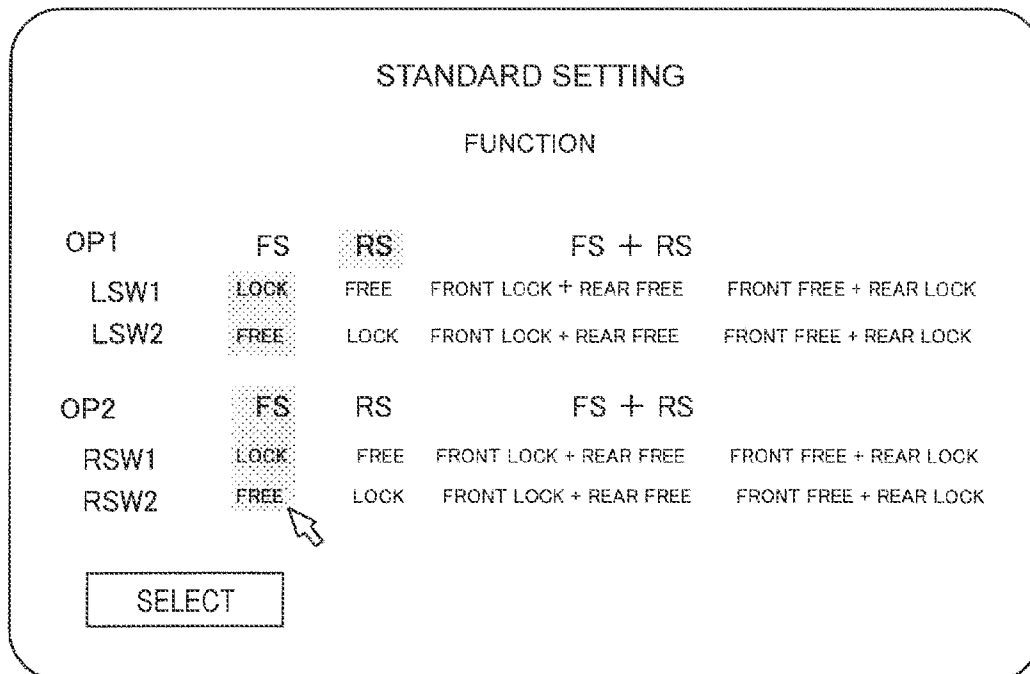 STANDARD SETTING
FUNCTION
OP1 FS RS FS + RS
LSW1 LOCK FREE FRONT LOCK + REAR FREE FRONT FREE + REAR LOCK
LSW2 FREE LOCK FRONT LOCK + REAR FREE FRONT FREE + REAR LOCK
OP2 FS RS FS + RS
RSW1 LOCK FREE FRONT LOCK + REAR FREE FRONT FREE + REAR LOCK
RSW2 FREE LOCK FRONT LOCK + REAR FREE FRONT FREE + REAR LOCK
SELECT